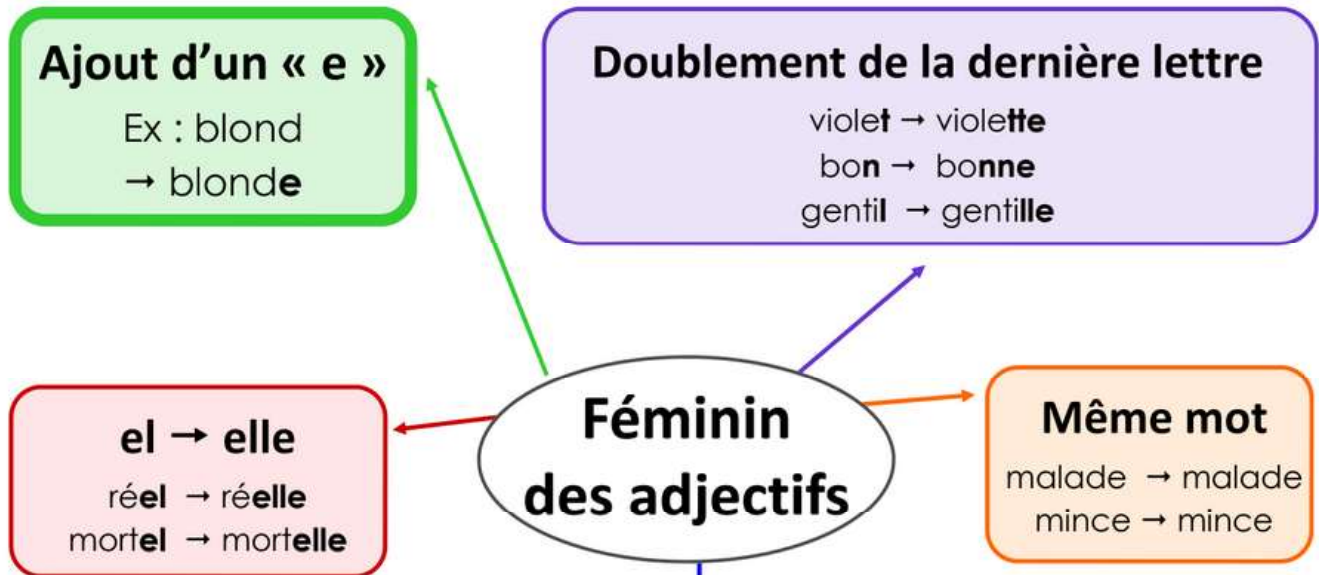 Ajout d'un « e »
Ex : blond
→ blonde
Doublement de la dernière lettre
violet → violette
bon → bonne
gentil → gentille
el → elle
réel → réelle
mortel → mortelle
Féminin
des adjectifs
Même mot
malade → malade
mince → mince